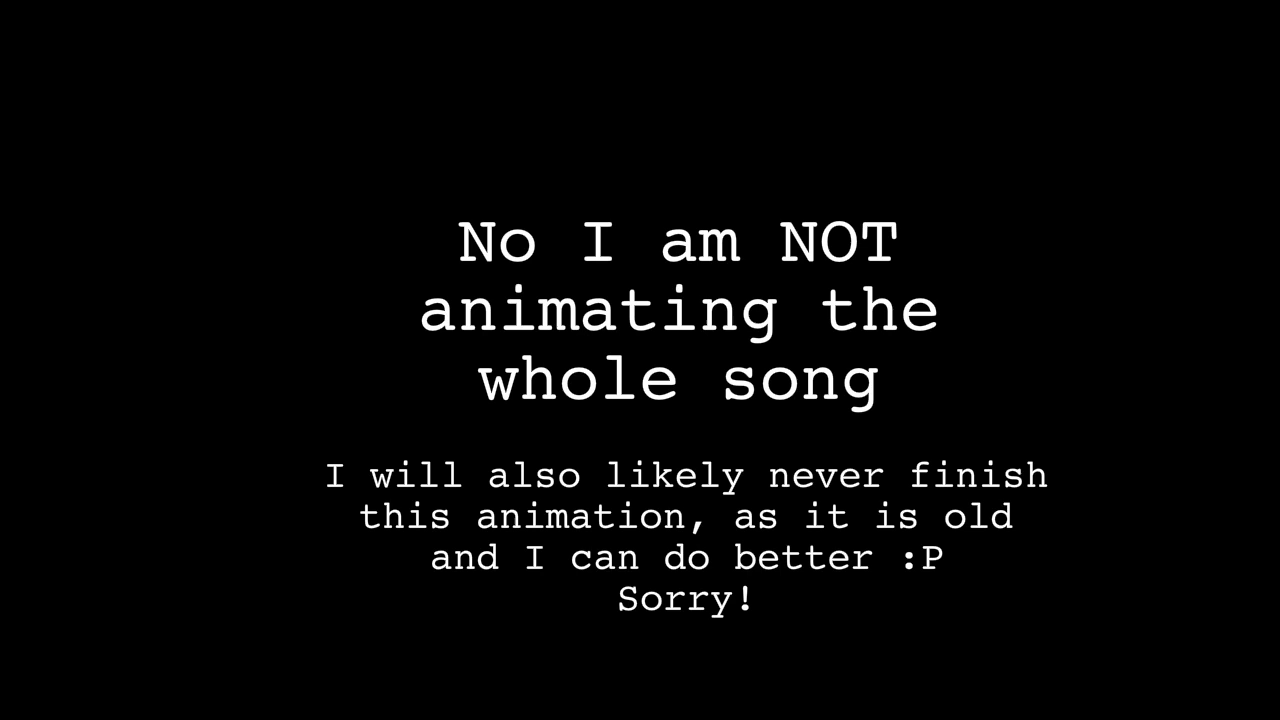 No I am NOT
animating the
whole song
I will also likely never finish
this animation, as it is old
and I can do better :P
Sorry!